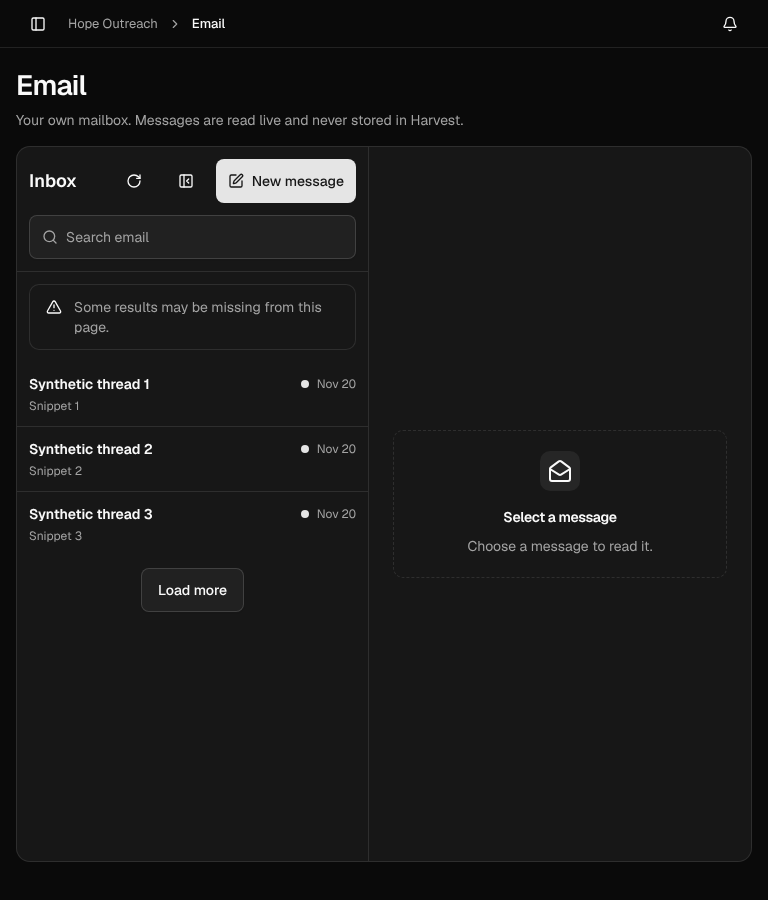 Hope Outreach > Email
Email
Your own mailbox. Messages are read live and never stored in Harvest.
Inbox
New message
Search email
Some results may be missing from this
page.
Synthetic thread 1
Nov 20
Snippet 1
Synthetic thread 2
Nov 20
Snippet 2
Synthetic thread 3
Nov 20
Snippet 3
Load more
Select a message
Choose a message to read it.